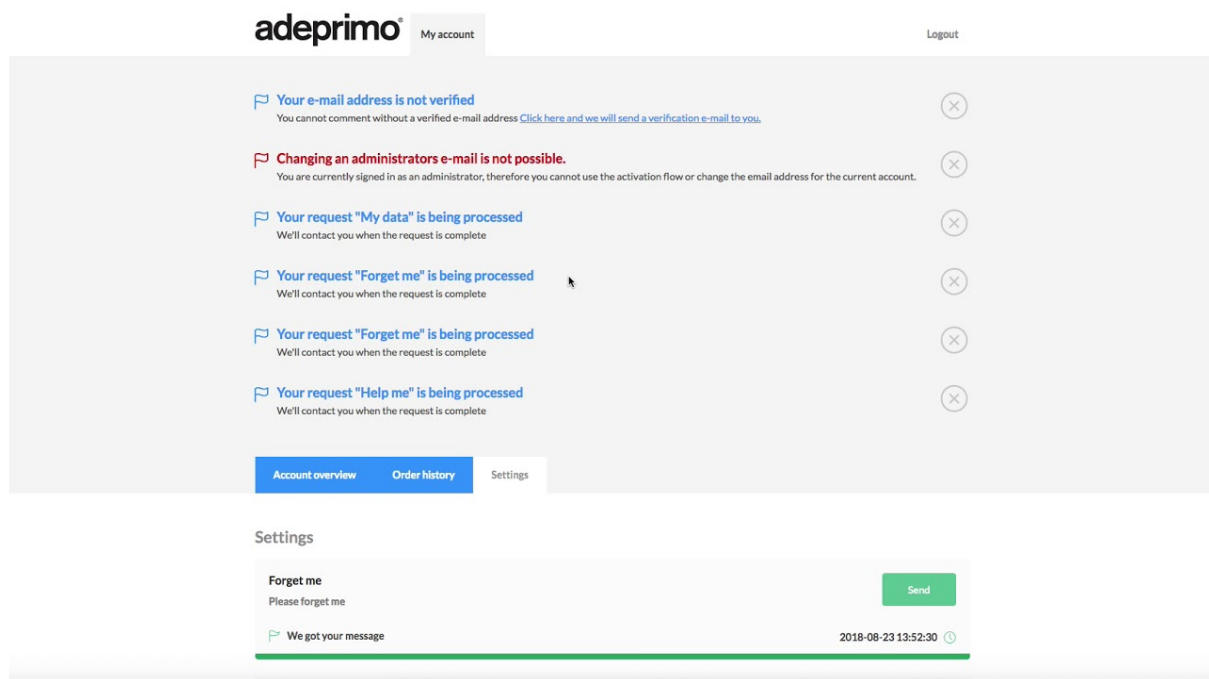 adeprimo®
My account
Logout
Your e-mail address is not verified
You cannot comment without a verified e-mail address Click here and we will send a verification e-mail to you.
Changing an administrators e-mail is not possible.
You are currently signed in as an administrator, therefore you cannot use the activation flow or change the email address for the current account.
Your request "My data" is being processed
We'll contact you when the request is complete
Your request "Forget me" is being processed
We'll contact you when the request is complete
Your request "Forget me" is being processed
We'll contact you when the request is complete
Your request "Help me" is being processed
We'll contact you when the request is complete
Account overview
Order history
Settings
Settings
Forget me
Please forget me
Send
We got your message
2018-08-23 13:52:30